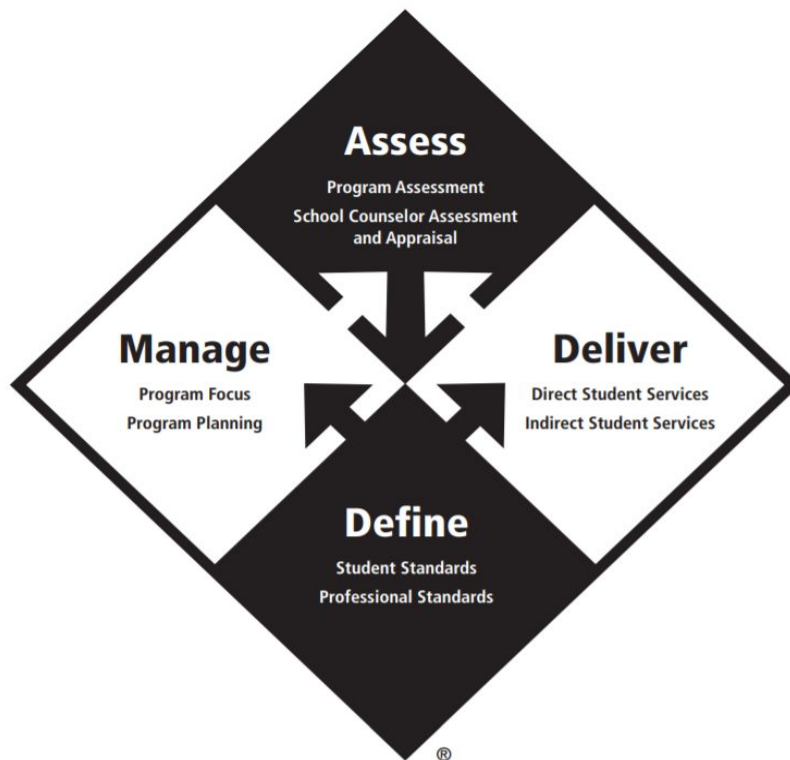 Assess
Program Assessment
School Counselor Assessment
and Appraisal
Manage
Program Focus
Program Planning
Deliver
Direct Student Services
Indirect Student Services
Define
Student Standards
Professional Standards
®